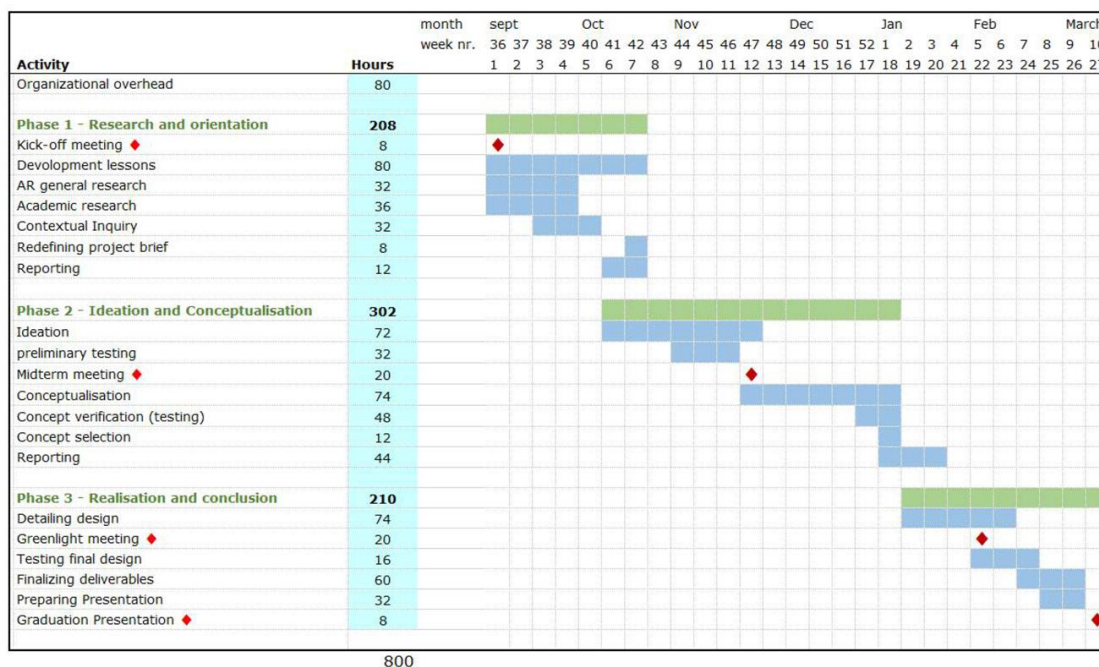 month sept Oct Nov Dec Jan Feb March
week nr. 36 37 38 39 40 41 42 43 44 45 46 47 48 49 50 51 52 1 2 3 4 5 6 7 8 9 10
Activity Hours 1 2 3 4 5 6 7 8 9 10 11 12 13 14 15 16 17 18 19 20 21 22 23 24 25 26 27
Organizational overhead 80
Phase 1 - Research and orientation 208
Kick-off meeting ♦ 8
Devolopment lessons 80
AR general research 32
Academic research 36
Contextual Inquiry 32
Redefining project brief 8
Reporting 12
Phase 2 - Ideation and Conceptualisation 302
Ideation 72
preliminary testing 32
Midterm meeting ♦ 20
Conceptualisation 74
Concept verification (testing) 48
Concept selection 12
Reporting 44
Phase 3 - Realisation and conclusion 210
Detailing design 74
Greenlight meeting ♦ 20
Testing final design 16
Finalizing deliverables 60
Preparing Presentation 32
Graduation Presentation ♦ 8
800